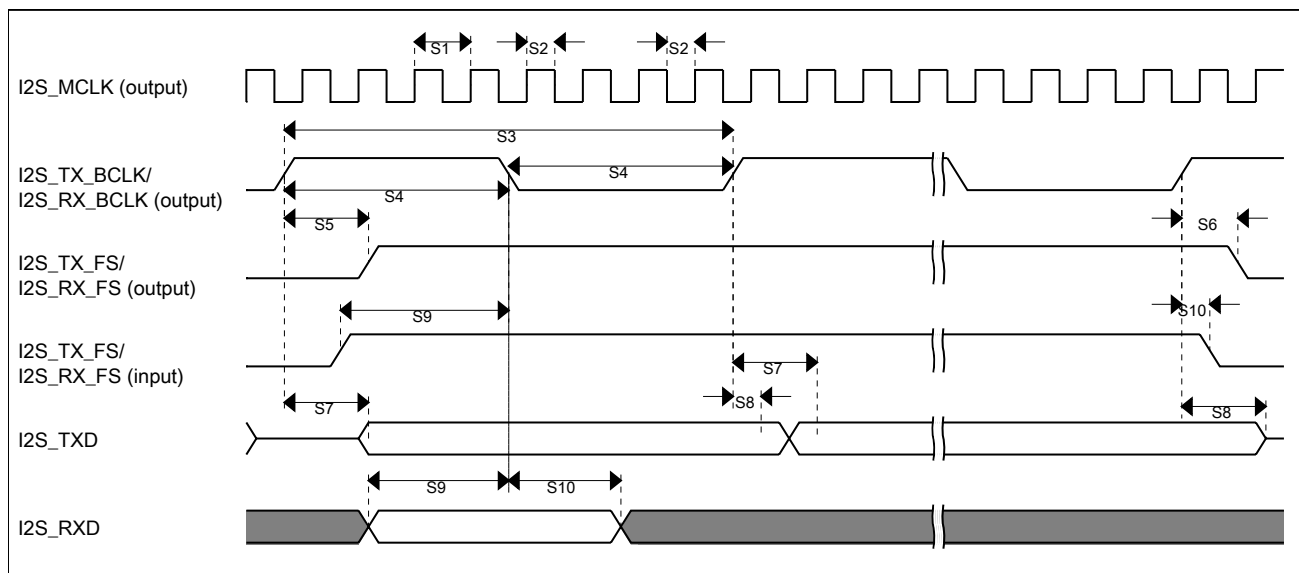 S1
S2
S2
I2S_MCLK (output)
S3
I2S_TX_BCLK/
I2S_RX_BCLK (output)
S4
S4
S5
S6
I2S_TX_FS/
I2S_RX_FS (output)
S9
S10
I2S_TX_FS/
I2S_RX_FS (input)
S7
S7
S8
S8
I2S_TXD
S9
S10
I2S_RXD